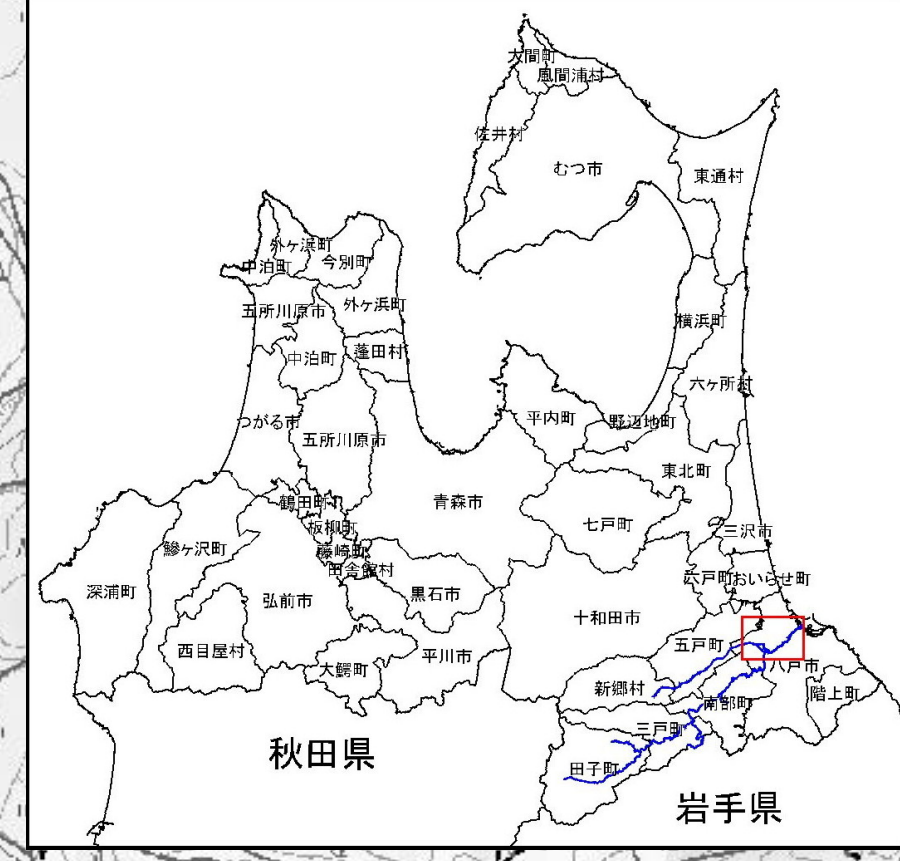 大間町
風間浦村
佐井村
むつ市
東通村
外ヶ浜町
中泊町
今別町
五所川原市
外ヶ浜町
横浜町
中泊町
蓬田村
六ヶ所村
つがる市
五所川原市
平内町
野辺地町
東北町
青森市
鶴田町
板柳町
七戸町
三沢市
藤崎町
田舎館村
鰺ヶ沢町
六戸町
おいらせ町
深浦町
弘前市
黒石市
十和田市
西目屋村
大鰐町
平川市
五戸町
八戸市
新郷村
南部町
階上町
三戸町
田子町
秋田県
岩手県